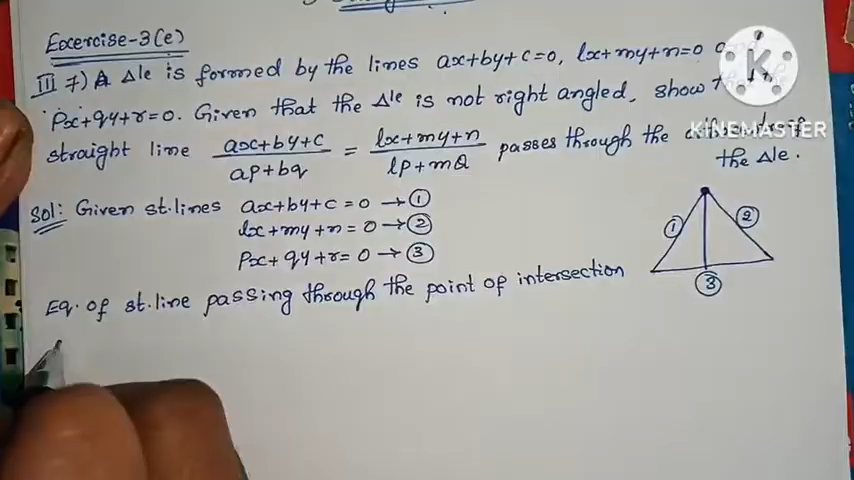 Exercise-3(e)
III 7) A Δle is formed by the lines ax+by+c=0, lx+my+n=0
px+qy+r=0. Given that the Δle is not right angled, show
straight line ax+by+c / ap+bq = lx+my+n / lp+mq passes through the
the Δle.
Sol: Given st.lines ax+by+c=0 → ①
lx+my+n=0 → ②
px+qy+r=0 → ③
Eq. of st.line passing through the point of intersection
① ②
③
K
KINEMASTER